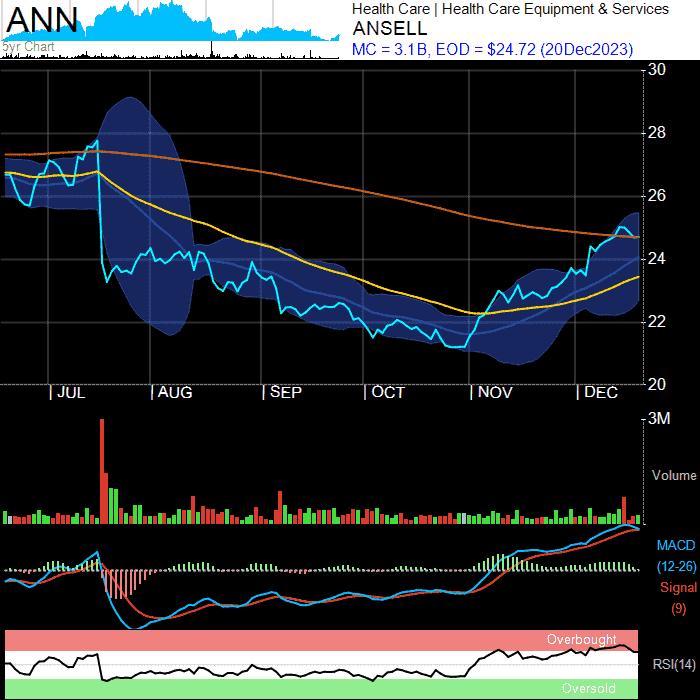 ANN
Health Care | Health Care Equipment & Services
ANSELL
5yr Chart
MC = 3.1B, EOD = $24.72 (20Dec2023)
30
28
26
24
22
20
| JUL | AUG | SEP | OCT | NOV | DEC
3M
Volume
MACD
(12-26)
Signal
(9)
Overbought
RSI(14)
Oversold